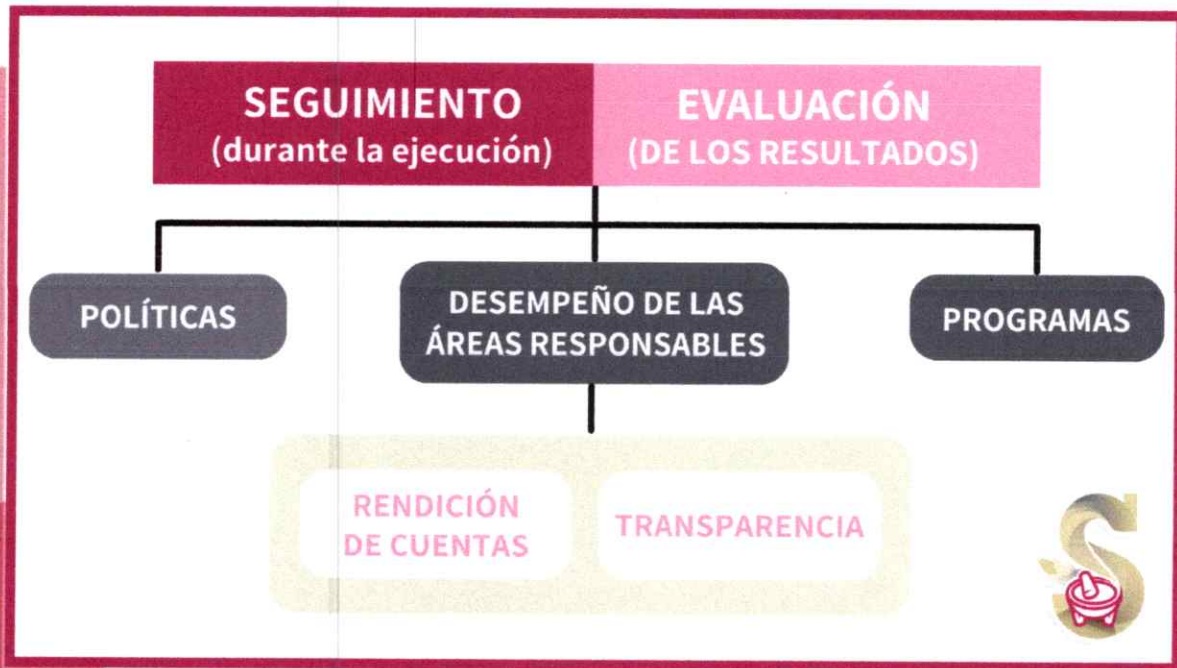 SEGUIMIENTO
(durante la ejecución)
EVALUACIÓN
(DE LOS RESULTADOS)
POLÍTICAS
DESEMPEÑO DE LAS
ÁREAS RESPONSABLES
PROGRAMAS
RENDICIÓN
DE CUENTAS
TRANSPARENCIA
S